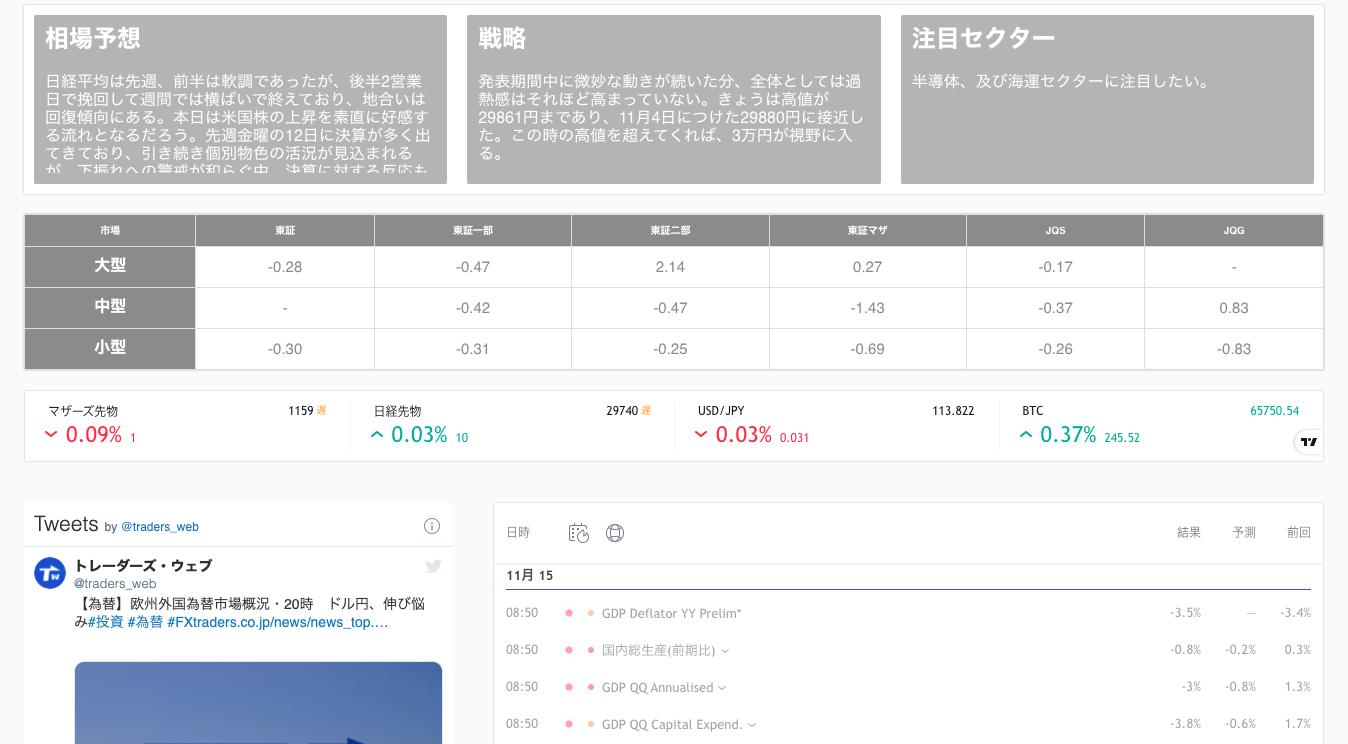 相場予想
日経平均は先週、前半は軟調であったが、後半2営業
日で挽回して週間では横ばいで終えており、地合いは
回復傾向にある。本日は米国株の上昇を素直に好感す
る流れとなるだろう。先週金曜の12日に決算が多く出
てきており、引き続き個別物色の活況が見込まれる
が、下振れへの警戒が和らぐ中、決算に対する反応も
戦略
発表期間中に微妙な動きが続いた分、全体としては過
熱感はそれほど高まっていない。きょうは高値が
29861円まであり、11月4日につけた29880円に接近し
た。この時の高値を超えてくれば、3万円が視野に入
る。
注目セクター
半導体、及び海運セクターに注目したい。
市場 東証 東証一部 東証二部 東証マザ JQS JQG
大型 -0.28 -0.47 2.14 0.27 -0.17 -
中型 - -0.42 -0.47 -1.43 -0.37 0.83
小型 -0.30 -0.31 -0.25 -0.69 -0.26 -0.83
マザーズ先物 1159 遅
0.09% 1
日経先物 29740 遅
0.03% 10
USD/JPY 113.822
0.03% 0.031
BTC 65750.54
0.37% 245.52
Tweets by @traders_web
トレーダーズ・ウェブ
@traders_web
【為替】欧州外国為替市場概況・20時　ドル円、伸び悩
み#投資 #為替 #FXtraders.co.jp/news/news_top.…
日時 結果 予測 前回
11月 15
08:50 GDP Deflator YY Prelim* -3.5% — -3.4%
08:50 国内総生産(前期比) -0.8% -0.2% 0.3%
08:50 GDP QQ Annualised -3% -0.8% 1.3%
08:50 GDP QQ Capital Expend. -3.8% -0.6% 1.7%